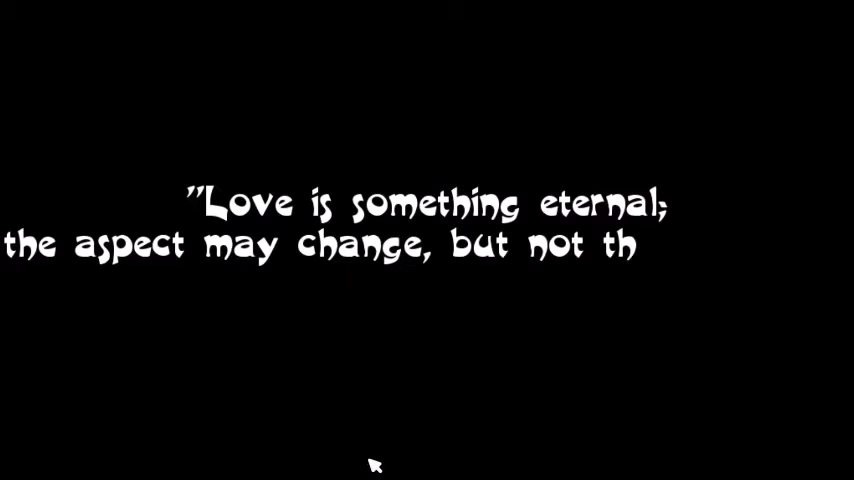 "Love is something eternal;
the aspect may change, but not th